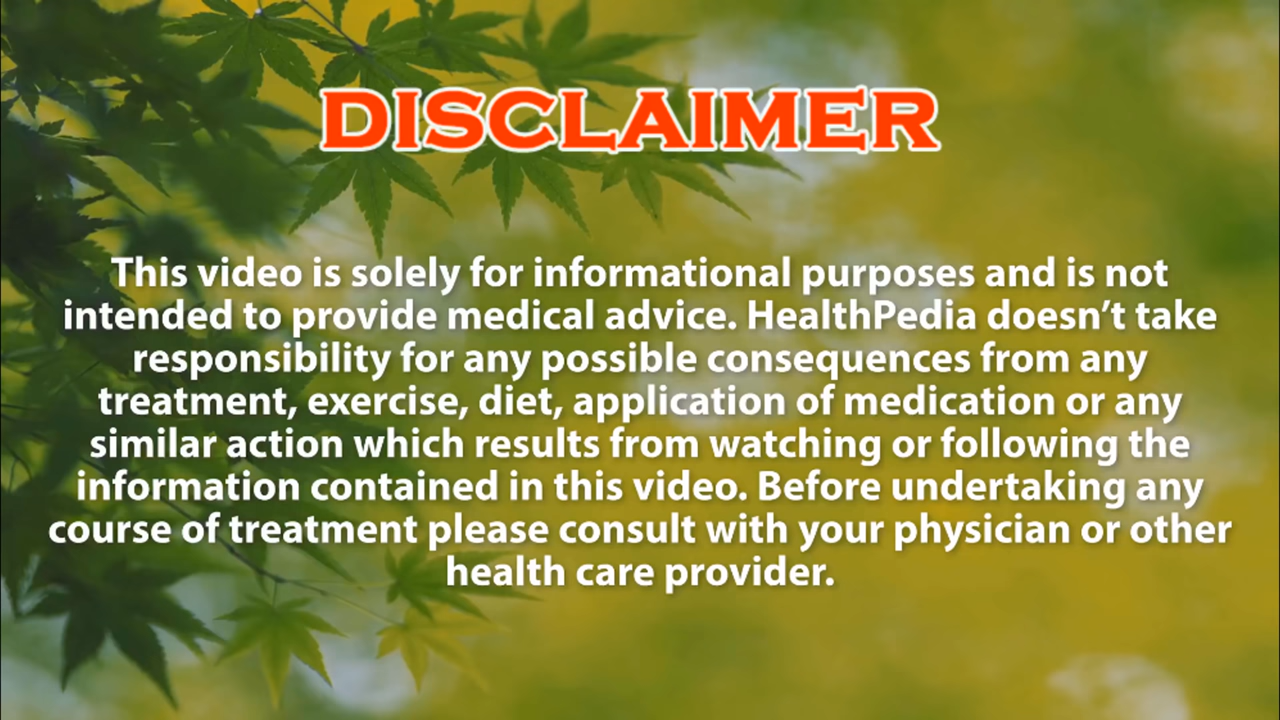 DISCLAIMER
This video is solely for informational purposes and is not
intended to provide medical advice. HealthPedia doesn’t take
responsibility for any possible consequences from any
treatment, exercise, diet, application of medication or any
similar action which results from watching or following the
information contained in this video. Before undertaking any
course of treatment please consult with your physician or other
health care provider.